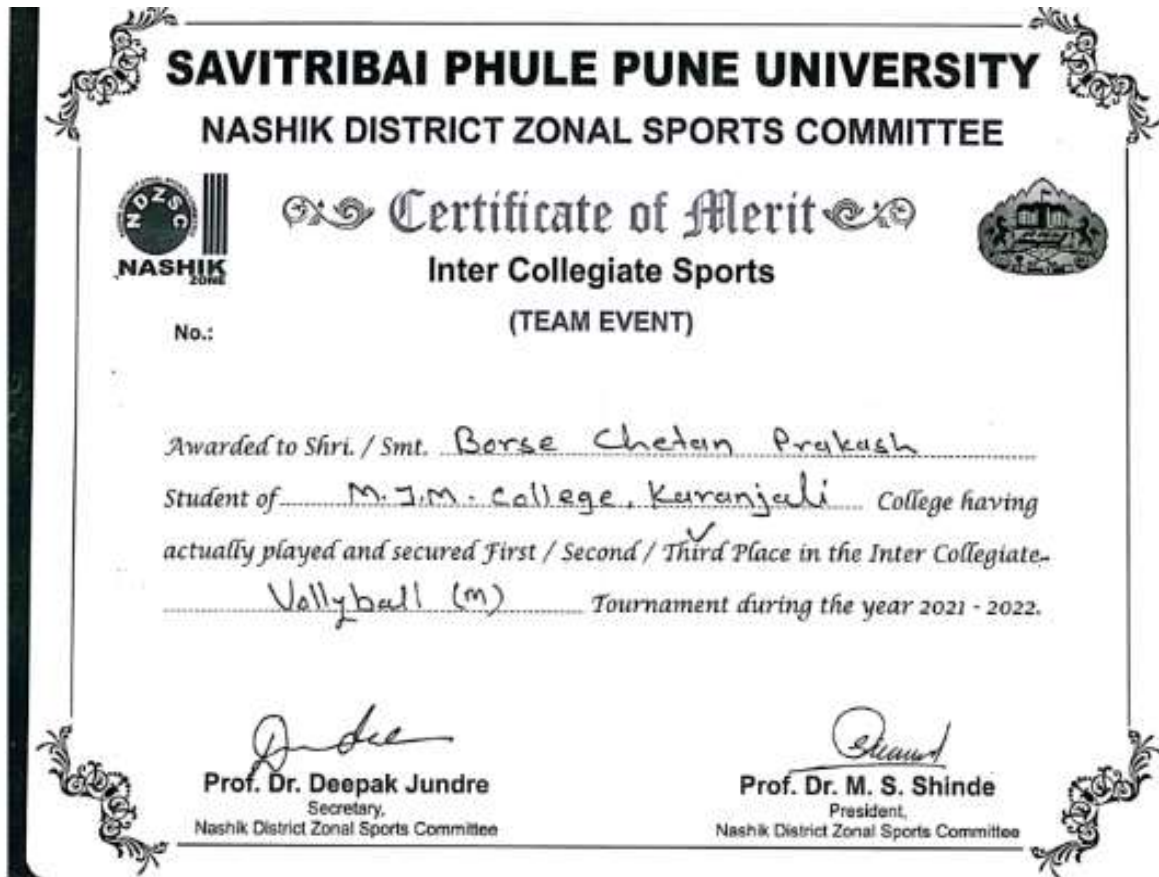 SAVITRIBAI PHULE PUNE UNIVERSITY
NASHIK DISTRICT ZONAL SPORTS COMMITTEE
NDZSC
NASHIK
ZONE
Certificate of Merit
Inter Collegiate Sports
(TEAM EVENT)
No.:
Awarded to Shri. / Smt. Borse Chetan Prakash
Student of M.J.M. College, Karanjali College having
actually played and secured First / Second / Third Place in the Inter Collegiate
Vollyball (M) Tournament during the year 2021 - 2022.
Prof. Dr. Deepak Jundre
Secretary,
Nashik District Zonal Sports Committee
Prof. Dr. M. S. Shinde
President,
Nashik District Zonal Sports Committee